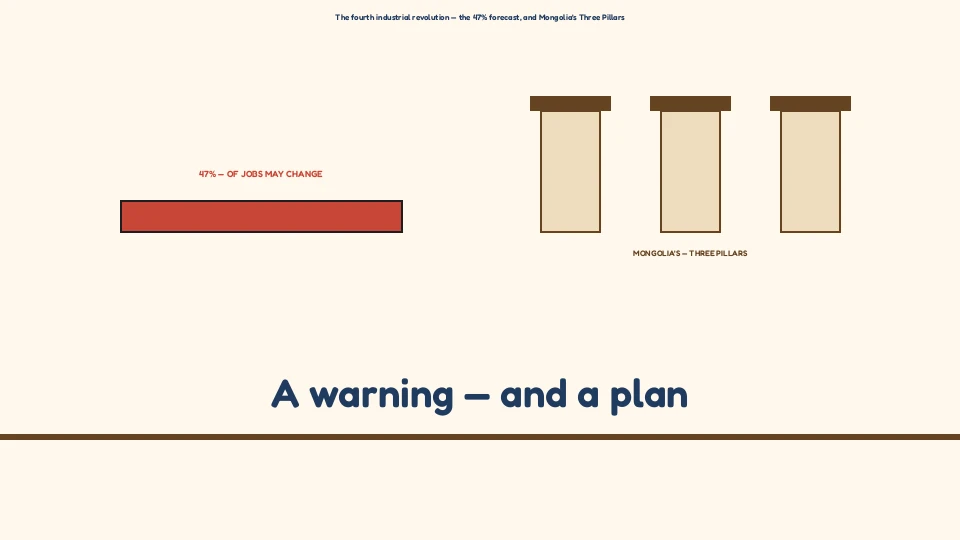 The fourth industrial revolution — the 47% forecast, and Mongolia's Three Pillars
47% — OF JOBS MAY CHANGE
MONGOLIA'S — THREE PILLARS
A warning — and a plan